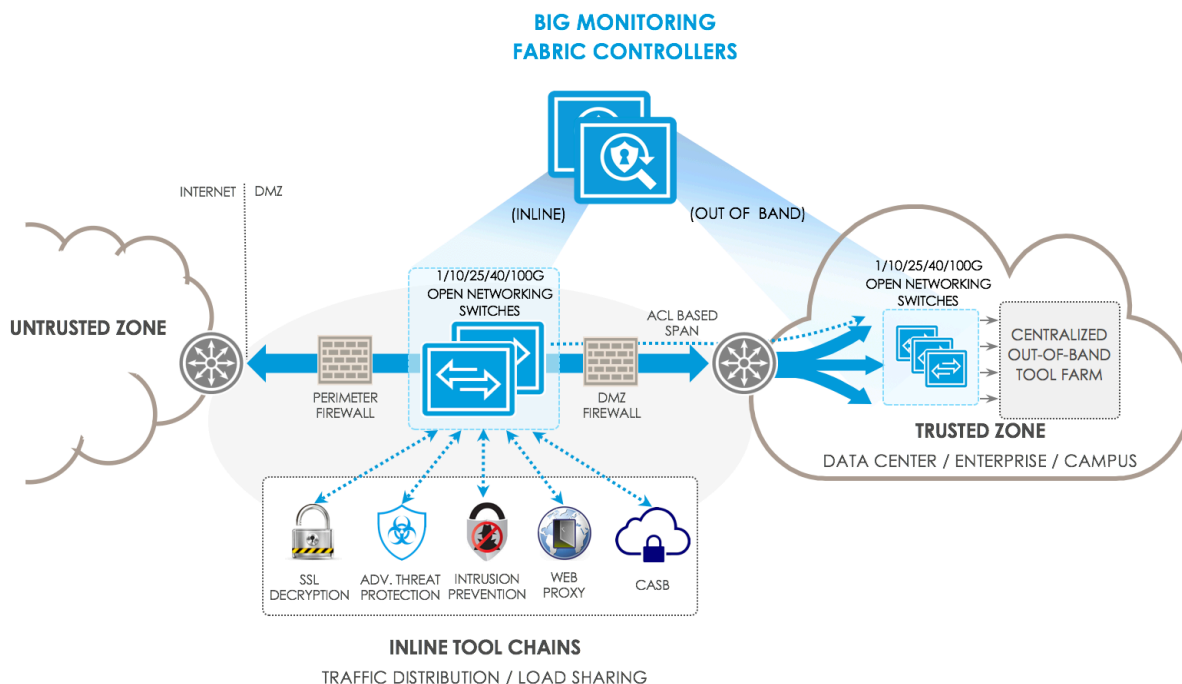 BIG MONITORING
FABRIC CONTROLLERS
INTERNET
DMZ
(INLINE)
(OUT OF BAND)
1/10/25/40/100G
OPEN NETWORKING
SWITCHES
1/10/25/40/100G
OPEN NETWORKING
SWITCHES
UNTRUSTED ZONE
ACL BASED
SPAN
CENTRALIZED
OUT-OF-BAND
TOOL FARM
PERIMETER
FIREWALL
DMZ
FIREWALL
TRUSTED ZONE
DATA CENTER / ENTERPRISE / CAMPUS
SSL
DECRYPTION
ADV. THREAT
PROTECTION
INTRUSION
PREVENTION
WEB
PROXY
CASB
INLINE TOOL CHAINS
TRAFFIC DISTRIBUTION / LOAD SHARING